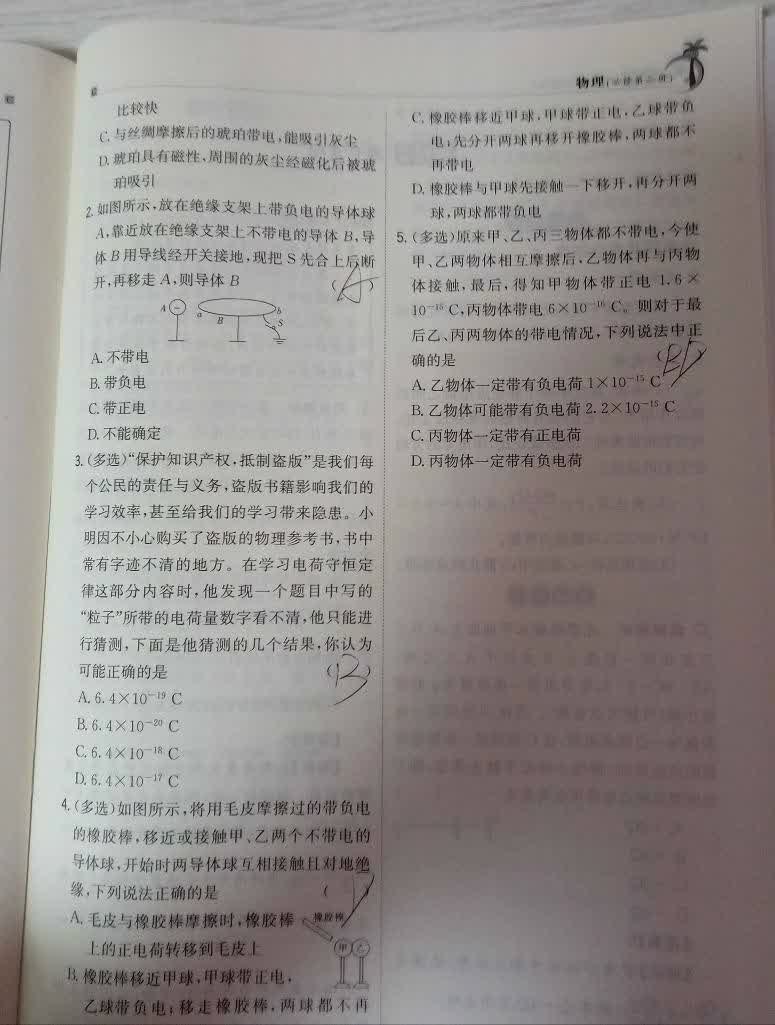 物理(必修第三册)
比较快
C. 与丝绸摩擦后的琥珀带电,能吸引灰尘
D. 琥珀具有磁性,周围的灰尘经磁化后被琥
珀吸引
2. 如图所示,放在绝缘支架上带负电的导体球
A,靠近放在绝缘支架上不带电的导体 B,导
体 B 用导线经开关接地,现把 S 先合上后断
开,再移走 A,则导体 B (A)
A - a B b S
A. 不带电
B. 带负电
C. 带正电
D. 不能确定
3. (多选)“保护知识产权,抵制盗版”是我们每
个公民的责任与义务,盗版书籍影响我们的
学习效率,甚至给我们的学习带来隐患。小
明因不小心购买了盗版的物理参考书,书中
常有字迹不清的地方。在学习电荷守恒定
律这部分内容时,他发现一个题目中写的
“粒子”所带的电荷量数字看不清,他只能进
行猜测,下面是他猜测的几个结果,你认为
可能正确的是 (B)
A. 6.4×10⁻¹⁹ C
B. 6.4×10⁻²⁰ C
C. 6.4×10⁻¹⁸ C
D. 6.4×10⁻¹⁷ C
4. (多选)如图所示,将用毛皮摩擦过的带负电
的橡胶棒,移近或接触甲、乙两个不带电的
导体球,开始时两导体球互相接触且对地绝
缘,下列说法正确的是 (
A. 毛皮与橡胶棒摩擦时,橡胶棒
上的正电荷转移到毛皮上
橡胶棒
甲 乙
B. 橡胶棒移近甲球,甲球带正电,
乙球带负电;移走橡胶棒,两球都不再
C. 橡胶棒移近甲球,甲球带正电,乙球带负
电;先分开两球再移开橡胶棒,两球都不
再带电
D. 橡胶棒与甲球先接触一下移开,再分开两
球,两球都带负电
5. (多选)原来甲、乙、丙三物体都不带电,今使
甲、乙两物体相互摩擦后,乙物体再与丙物
体接触,最后,得知甲物体带正电 1.6×
10⁻¹⁵ C,丙物体带电 6×10⁻¹⁶ C。则对于最
后乙、丙两物体的带电情况,下列说法中正
确的是 (BD)
A. 乙物体一定带有负电荷 1×10⁻¹⁵ C
B. 乙物体可能带有负电荷 2.2×10⁻¹⁵ C
C. 丙物体一定带有正电荷
D. 丙物体一定带有负电荷